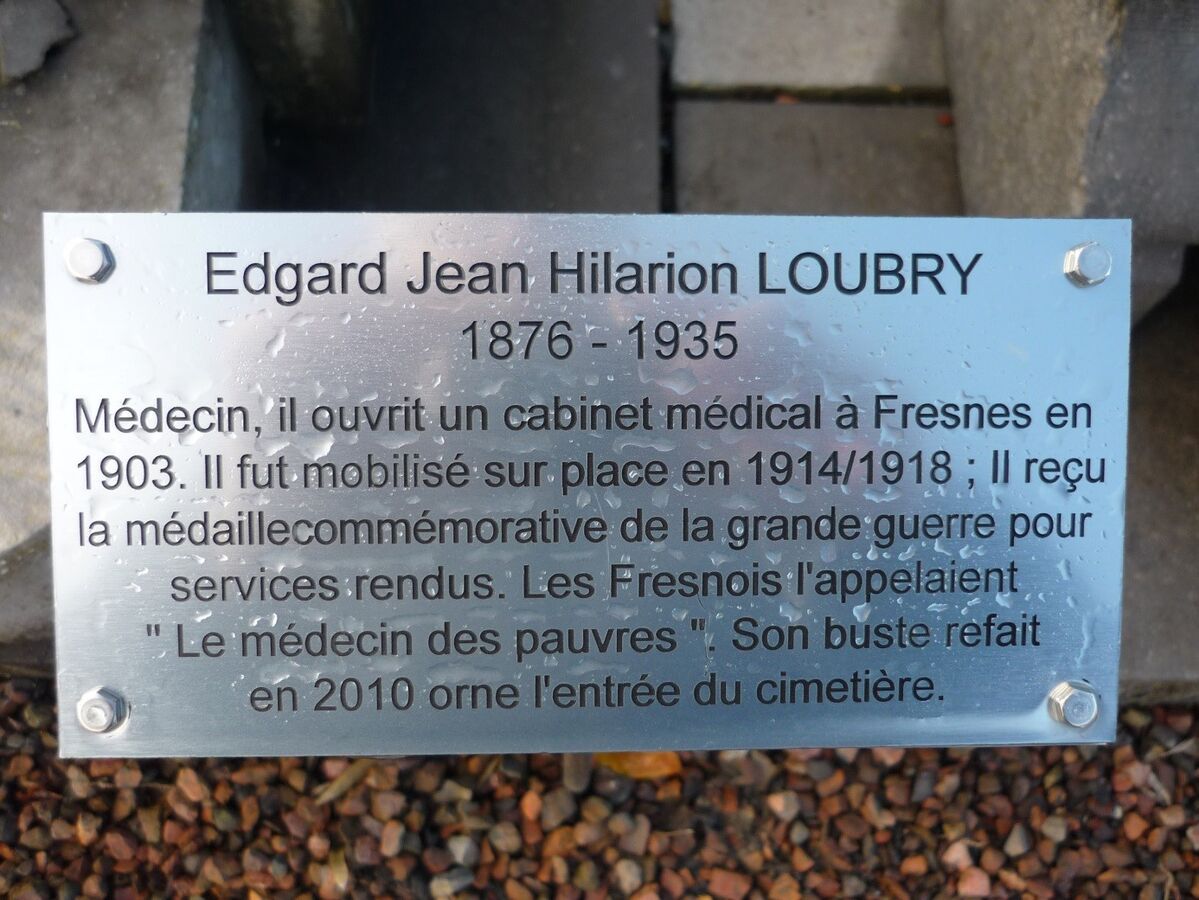 Edgard Jean Hilarion LOUBRY
1876 - 1935
Médecin, il ouvrit un cabinet médical à Fresnes en
1903. Il fut mobilisé sur place en 1914/1918 ; Il reçu
la médaillecommémorative de la grande guerre pour
services rendus. Les Fresnois l'appelaient
" Le médecin des pauvres ". Son buste refait
en 2010 orne l'entrée du cimetière.